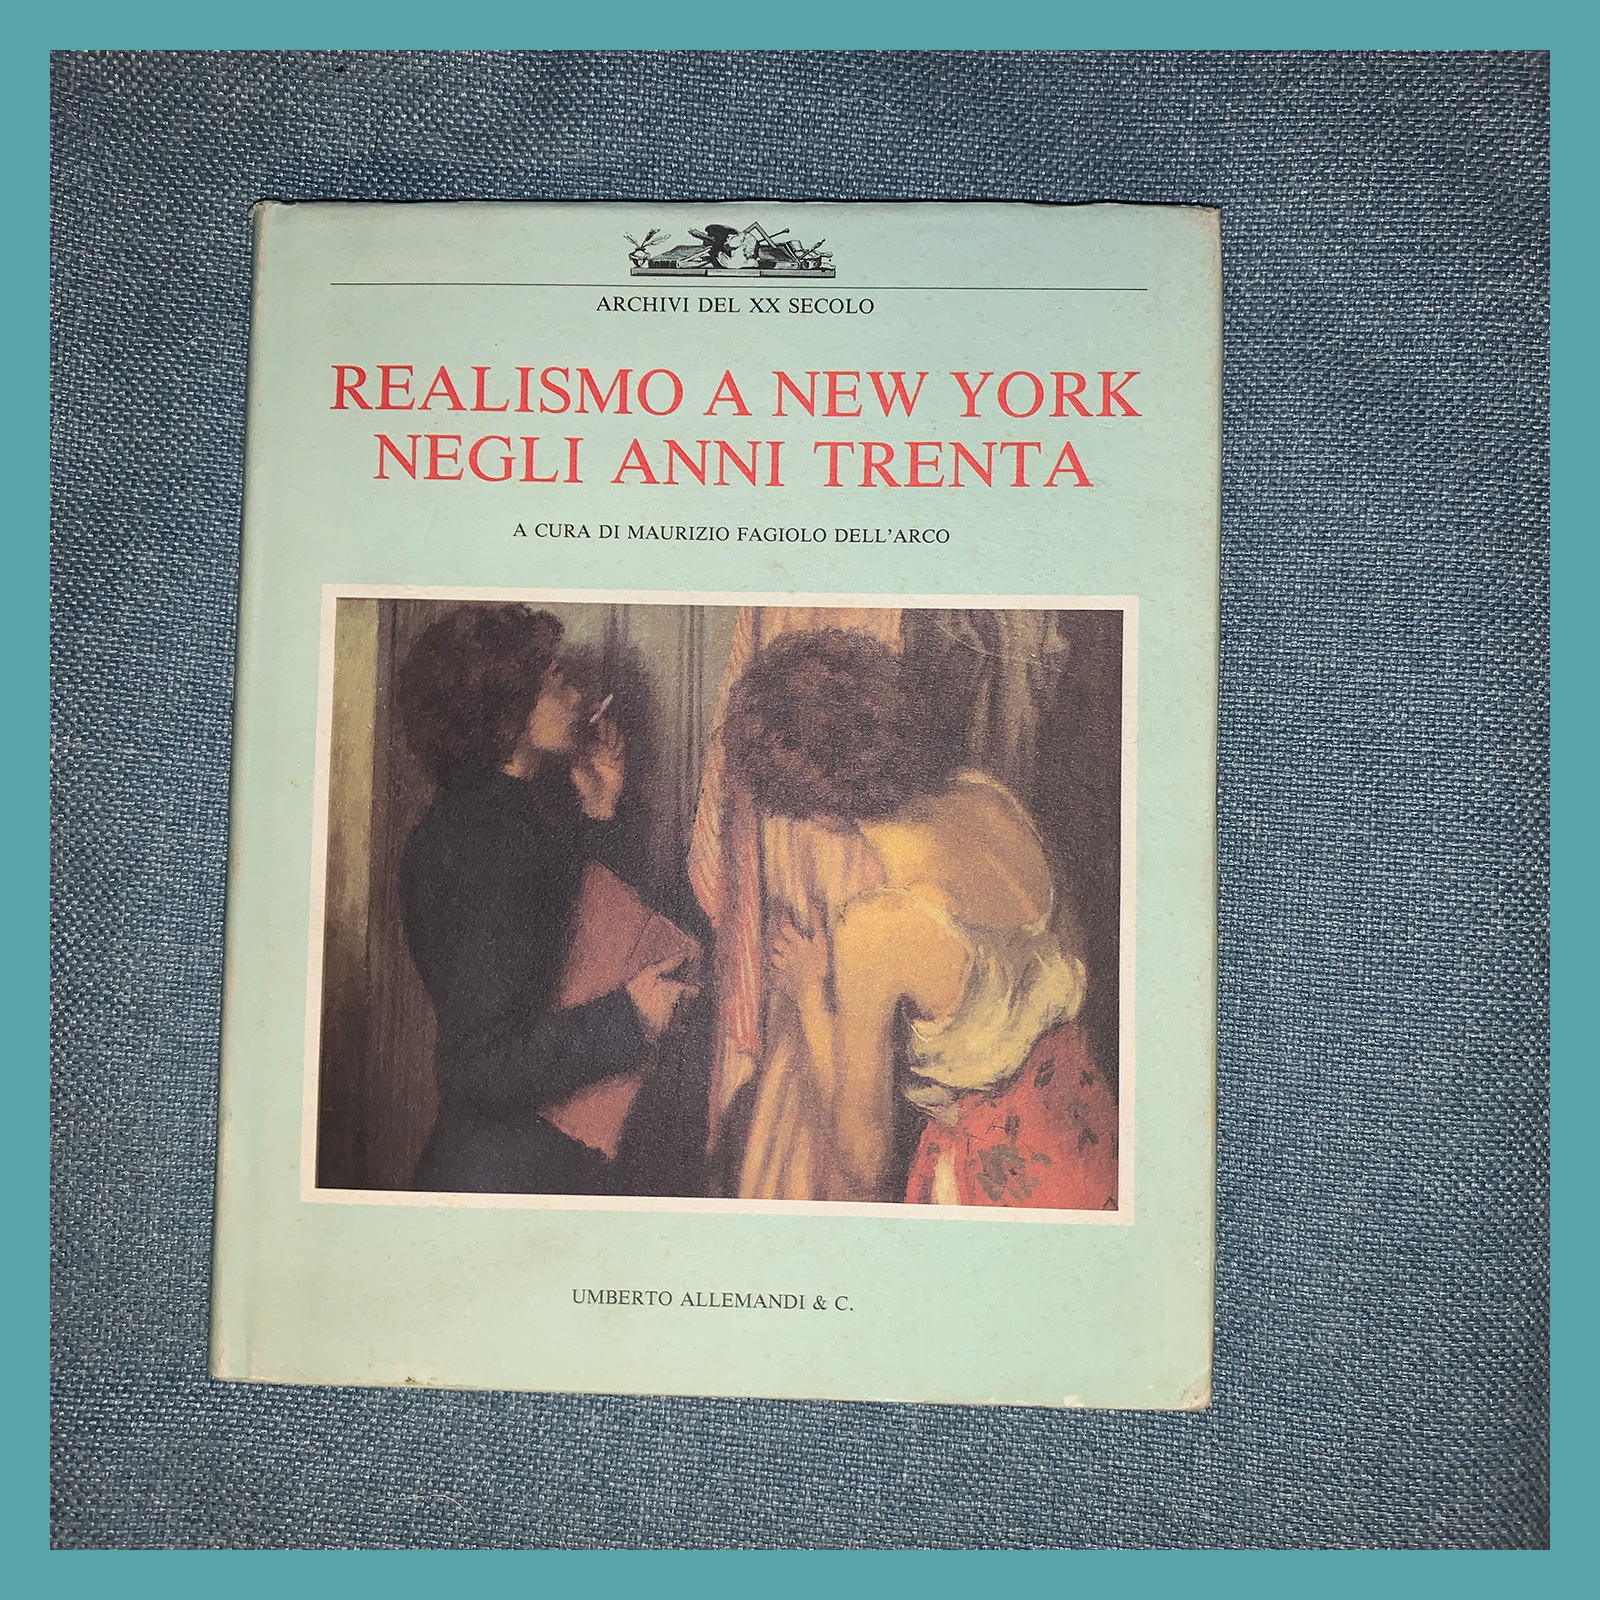 ARCHIVI DEL XX SECOLO
REALISMO A NEW YORK
NEGLI ANNI TRENTA
A CURA DI MAURIZIO FAGIOLO DELL'ARCO
UMBERTO ALLEMANDI & C.